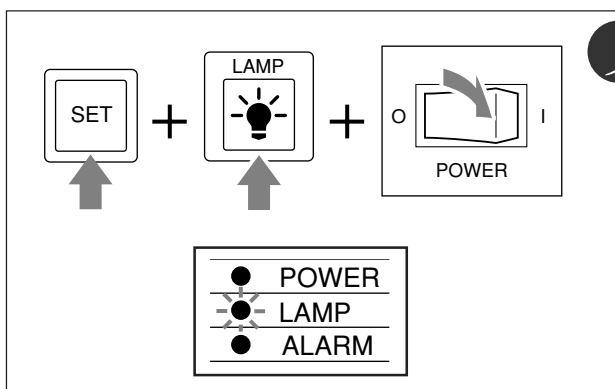 LAMP
SET + + O I
POWER
POWER
LAMP
ALARM